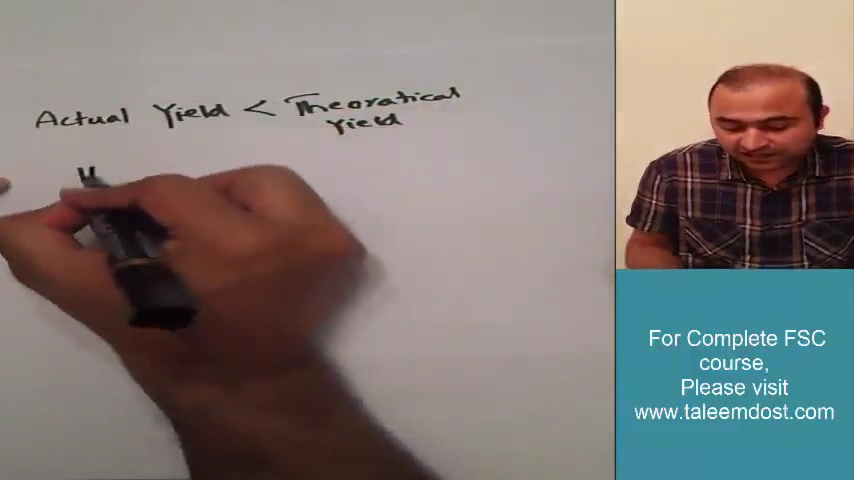 Actual Yield < Theoratical
Yield
For Complete FSC
course,
Please visit
www.taleemdost.com